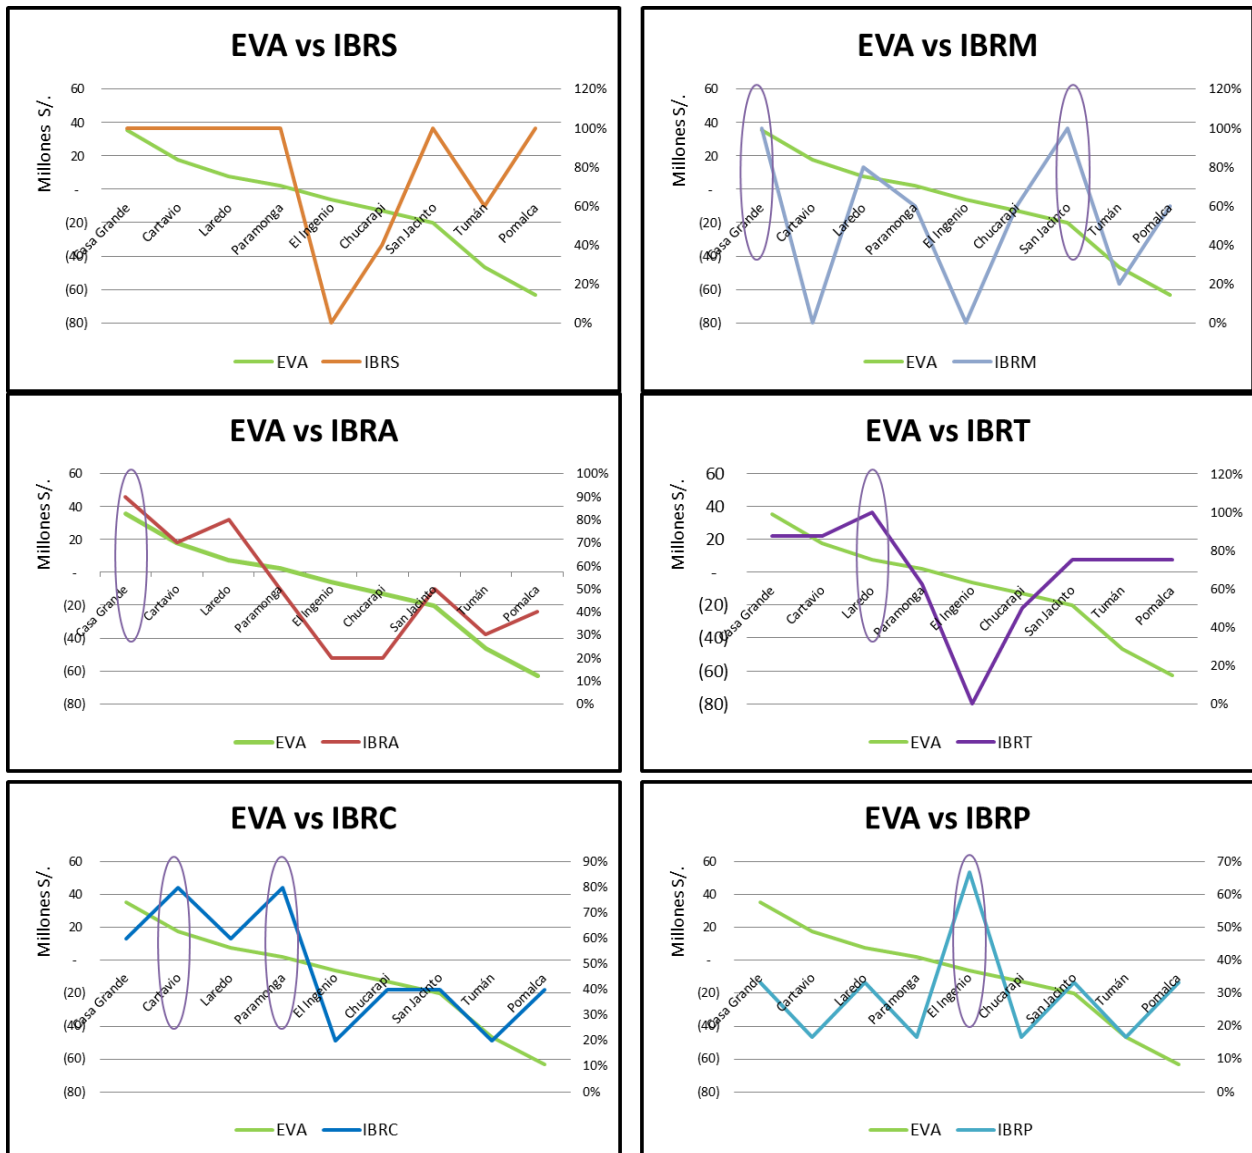 EVA vs IBRS
Millones S/.
60
40
20
-
(20)
(40)
(60)
(80)
120%
100%
80%
60%
40%
20%
0%
Casa Grande
Cartavio
Laredo
Paramonga
El Ingenio
Chucarapi
San Jacinto
Tumán
Pomalca
EVA IBRS
EVA vs IBRM
Millones S/.
60
40
20
-
(20)
(40)
(60)
(80)
120%
100%
80%
60%
40%
20%
0%
Casa Grande
Cartavio
Laredo
Paramonga
El Ingenio
Chucarapi
San Jacinto
Tumán
Pomalca
EVA IBRM
EVA vs IBRA
Millones S/.
60
40
20
-
(20)
(40)
(60)
(80)
100%
90%
80%
70%
60%
50%
40%
30%
20%
10%
0%
Casa Grande
Cartavio
Laredo
Paramonga
El Ingenio
Chucarapi
San Jacinto
Tumán
Pomalca
EVA IBRA
EVA vs IBRT
Millones S/.
60
40
20
-
(20)
(40)
(60)
(80)
120%
100%
80%
60%
40%
20%
0%
Casa Grande
Cartavio
Laredo
Paramonga
El Ingenio
Chucarapi
San Jacinto
Tumán
Pomalca
EVA IBRT
EVA vs IBRC
Millones S/.
60
40
20
-
(20)
(40)
(60)
(80)
90%
80%
70%
60%
50%
40%
30%
20%
10%
0%
Casa Grande
Cartavio
Laredo
Paramonga
El Ingenio
Chucarapi
San Jacinto
Tumán
Pomalca
EVA IBRC
EVA vs IBRP
Millones S/.
60
40
20
-
(20)
(40)
(60)
(80)
70%
60%
50%
40%
30%
20%
10%
0%
Casa Grande
Cartavio
Laredo
Paramonga
El Ingenio
Chucarapi
San Jacinto
Tumán
Pomalca
EVA IBRP